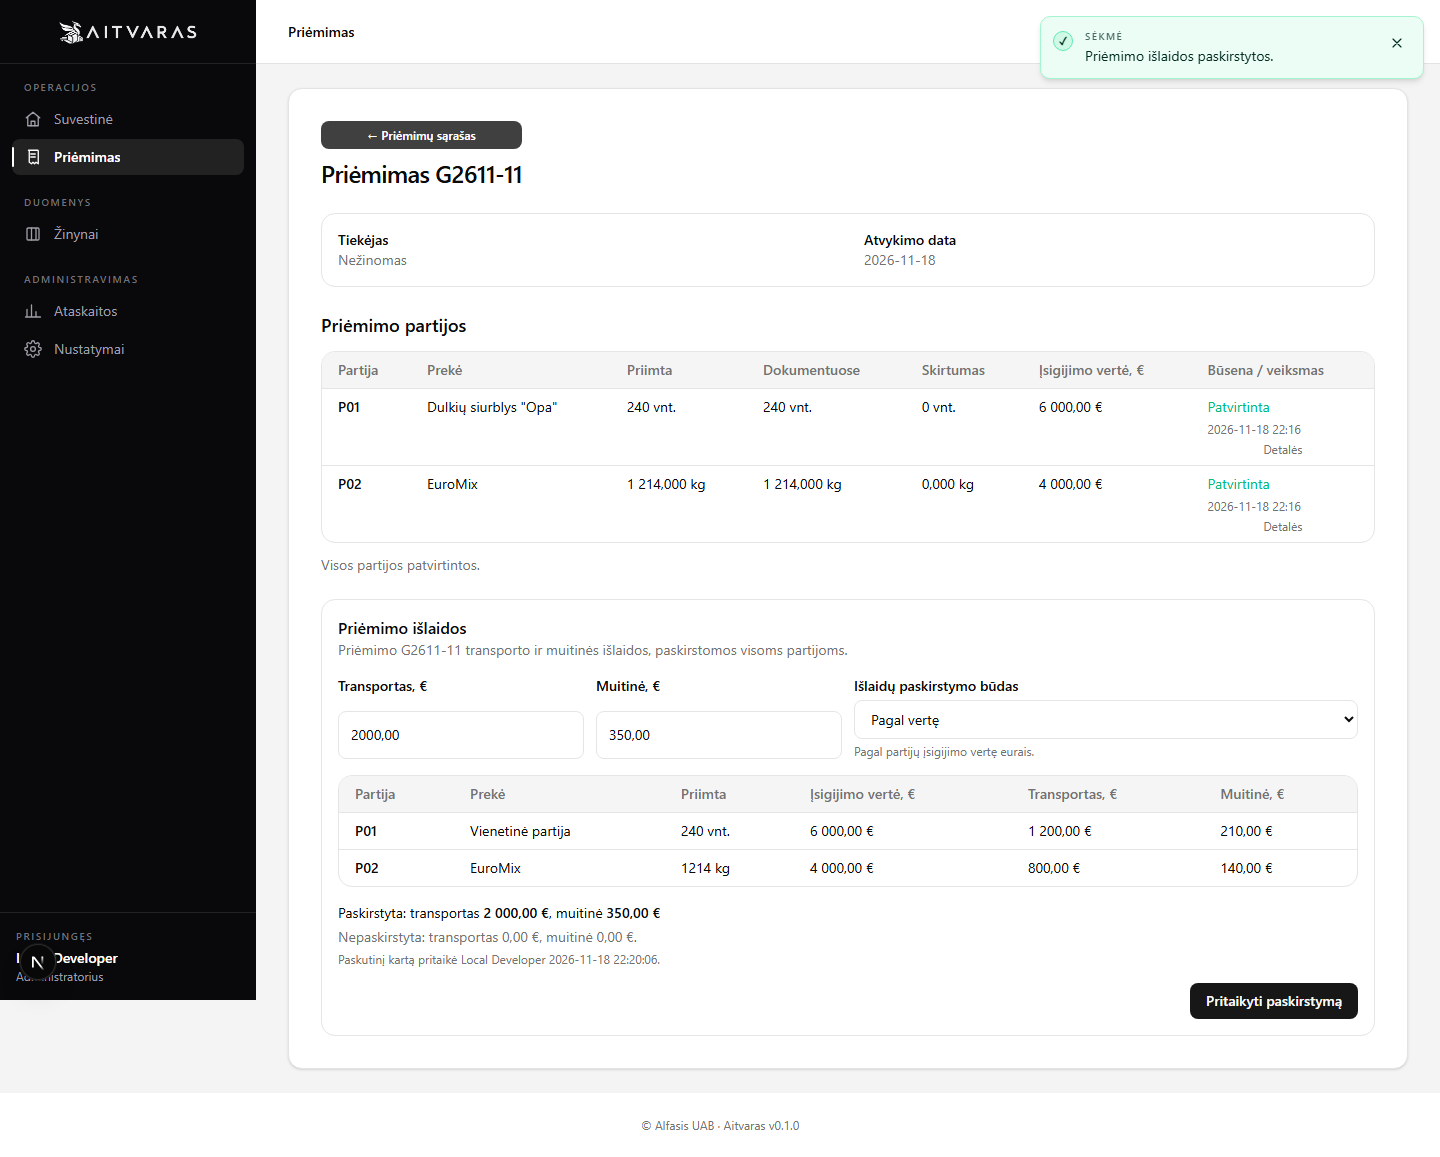 AITVARAS
OPERACIJOS
Suvestinė
Priėmimas
DUOMENYS
Žinynai
ADMINISTRAVIMAS
Ataskaitos
Nustatymai
PRISIJUNGĘS
Developer
Priėmimas
SĖKMĖ
Priėmimo išlaidos paskirstytos.
← Priėmimų sąrašas
Priėmimas G2611-11
Tiekėjas Atvykimo data
Nežinomas 2026-11-18
Priėmimo partijos
Partija Prekė Priimta Dokumentuose Skirtumas Įsigijimo vertė, € Būsena / veiksmas
P01 Dulkių siurblys "Opa" 240 vnt. 240 vnt. 0 vnt. 6 000,00 € Patvirtinta
2026-11-18 22:16
Detalės
P02 EuroMix 1 214,000 kg 1 214,000 kg 0,000 kg 4 000,00 € Patvirtinta
2026-11-18 22:16
Detalės
Visos partijos patvirtintos.
Priėmimo išlaidos
Priėmimo G2611-11 transporto ir muitinės išlaidos, paskirstomos visoms partijoms.
Transportas, € Muitinė, € Išlaidų paskirstymo būdas
2000,00 350,00 Pagal vertę
Pagal partijų įsigijimo vertę eurais.
Partija Prekė Priimta Įsigijimo vertė, € Transportas, € Muitinė, €
P01 Vienetinė partija 240 vnt. 6 000,00 € 1 200,00 € 210,00 €
P02 EuroMix 1214 kg 4 000,00 € 800,00 € 140,00 €
Paskirstyta: transportas 2 000,00 €, muitinė 350,00 €
Nepaskirstyta: transportas 0,00 €, muitinė 0,00 €.
Paskutinį kartą pritaikė Local Developer 2026-11-18 22:20:06.
Pritaikyti paskirstymą
© Alfasis UAB · Aitvaras v0.1.0